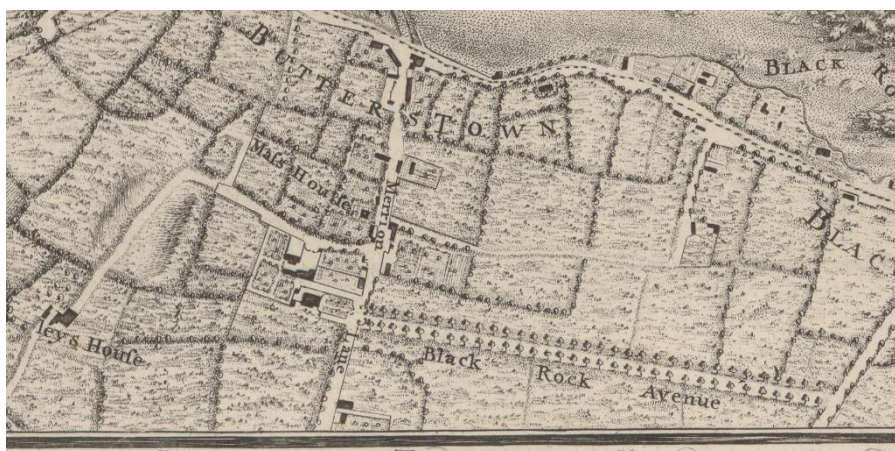 BUTTERSTOWN
BLACK
BLAC
Maſs Houſe
Merrion
Lane
ley's Houſe
Black Rock Avenue